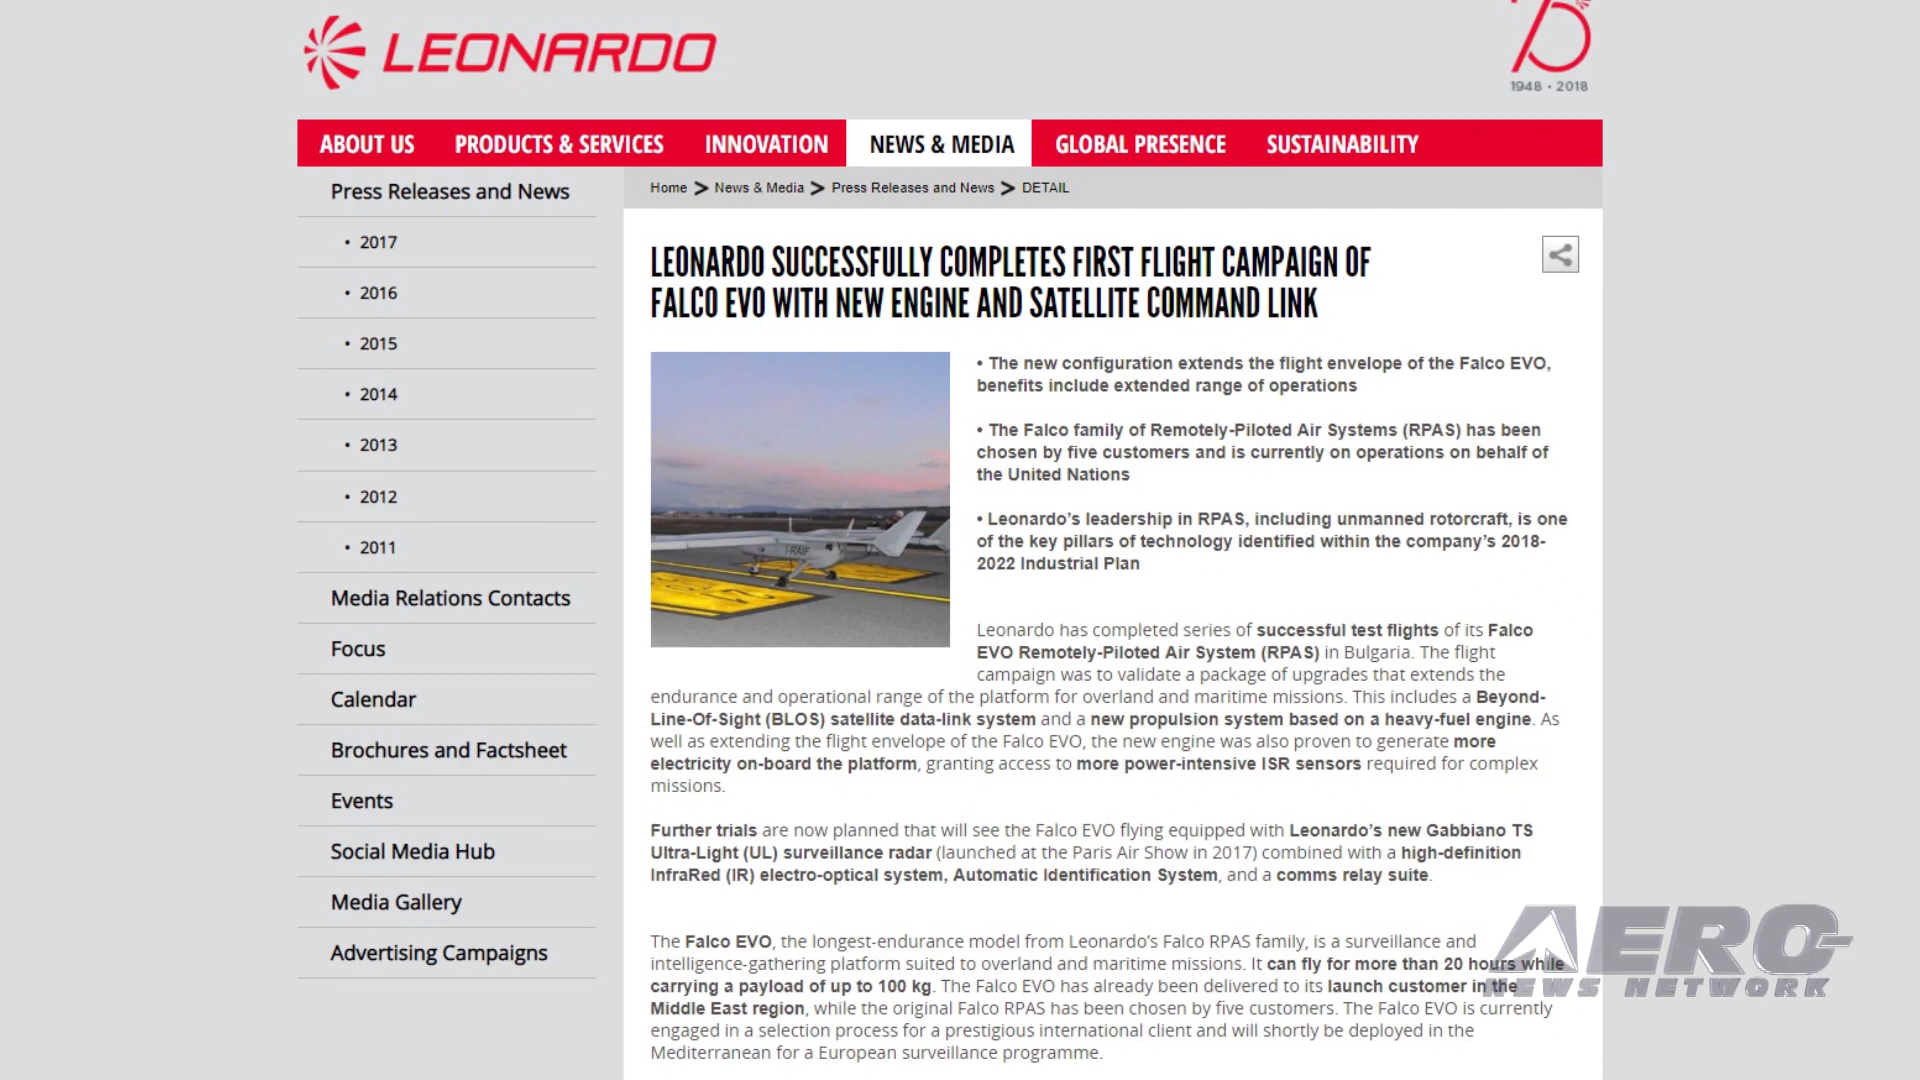 LEONARDO
1948 • 2018
ABOUT US PRODUCTS & SERVICES INNOVATION NEWS & MEDIA GLOBAL PRESENCE SUSTAINABILITY
Press Releases and News
• 2017
• 2016
• 2015
• 2014
• 2013
• 2012
• 2011
Media Relations Contacts
Focus
Calendar
Brochures and Factsheet
Events
Social Media Hub
Media Gallery
Advertising Campaigns
Home > News & Media > Press Releases and News > DETAIL
LEONARDO SUCCESSFULLY COMPLETES FIRST FLIGHT CAMPAIGN OF
FALCO EVO WITH NEW ENGINE AND SATELLITE COMMAND LINK
I-RAIF
• The new configuration extends the flight envelope of the Falco EVO,
benefits include extended range of operations
• The Falco family of Remotely-Piloted Air Systems (RPAS) has been
chosen by five customers and is currently on operations on behalf of
the United Nations
• Leonardo’s leadership in RPAS, including unmanned rotorcraft, is one
of the key pillars of technology identified within the company’s 2018-
2022 Industrial Plan
Leonardo has completed series of successful test flights of its Falco
EVO Remotely-Piloted Air System (RPAS) in Bulgaria. The flight
campaign was to validate a package of upgrades that extends the
endurance and operational range of the platform for overland and maritime missions. This includes a Beyond-
Line-Of-Sight (BLOS) satellite data-link system and a new propulsion system based on a heavy-fuel engine. As
well as extending the flight envelope of the Falco EVO, the new engine was also proven to generate more
electricity on-board the platform, granting access to more power-intensive ISR sensors required for complex
missions.
Further trials are now planned that will see the Falco EVO flying equipped with Leonardo’s new Gabbiano TS
Ultra-Light (UL) surveillance radar (launched at the Paris Air Show in 2017) combined with a high-definition
InfraRed (IR) electro-optical system, Automatic Identification System, and a comms relay suite.
The Falco EVO, the longest-endurance model from Leonardo’s Falco RPAS family, is a surveillance and
intelligence-gathering platform suited to overland and maritime missions. It can fly for more than 20 hours while
carrying a payload of up to 100 kg. The Falco EVO has already been delivered to its launch customer in the
Middle East region, while the original Falco RPAS has been chosen by five customers. The Falco EVO is currently
engaged in a selection process for a prestigious international client and will shortly be deployed in the
Mediterranean for a European surveillance programme.
AERO-
NEWS NETWORK